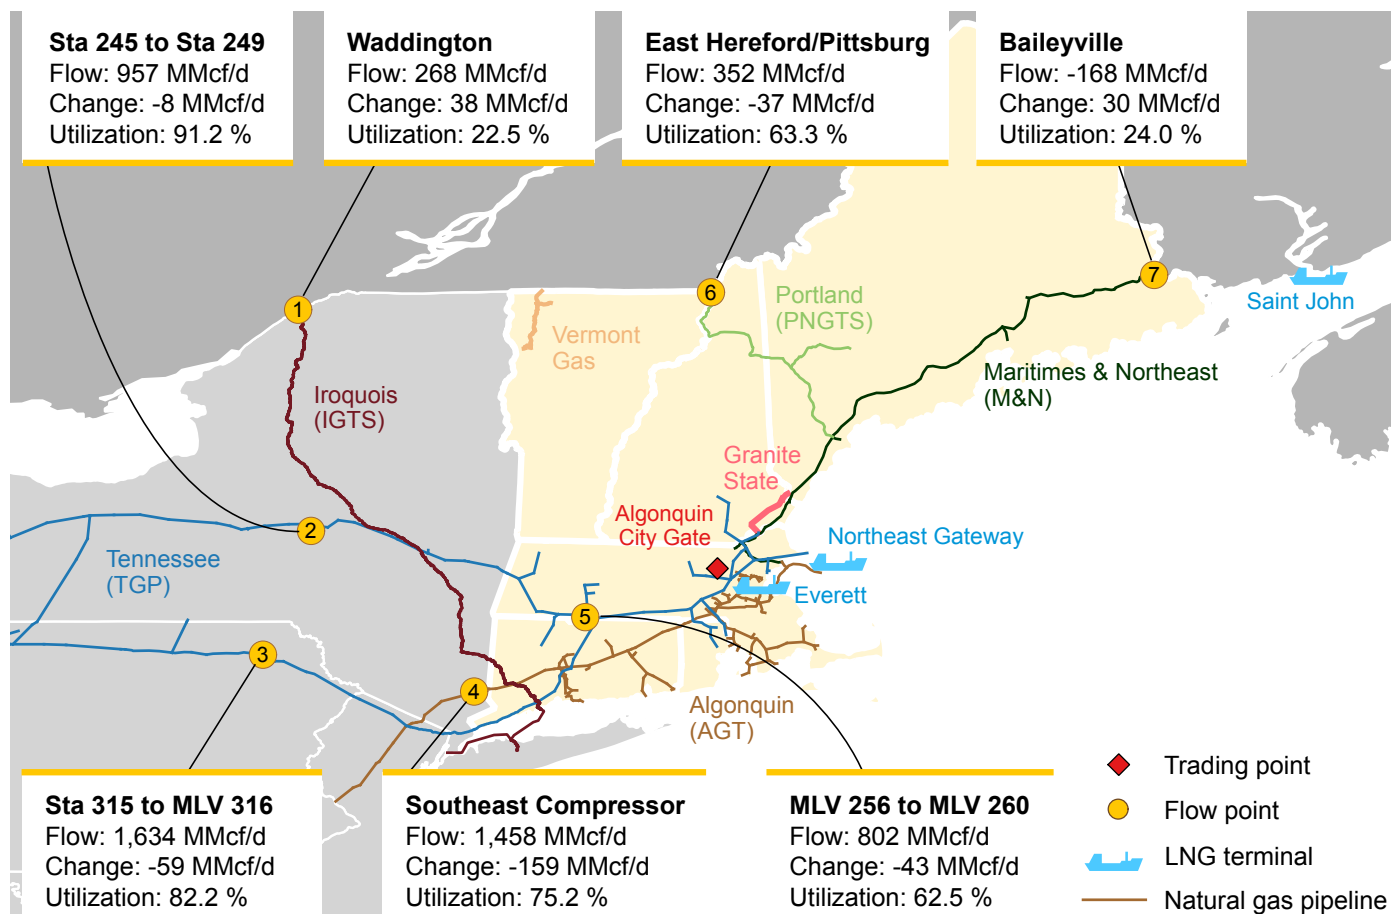 Sta 245 to Sta 249
Flow: 957 MMcf/d
Change: -8 MMcf/d
Utilization: 91.2 %
Waddington
Flow: 268 MMcf/d
Change: 38 MMcf/d
Utilization: 22.5 %
East Hereford/Pittsburg
Flow: 352 MMcf/d
Change: -37 MMcf/d
Utilization: 63.3 %
Baileyville
Flow: -168 MMcf/d
Change: 30 MMcf/d
Utilization: 24.0 %
1
6
7
Vermont
Gas
Portland
(PNGTS)
Saint John
Iroquois
(IGTS)
Maritimes & Northeast
(M&N)
Granite
State
Algonquin
City Gate
2
Northeast Gateway
Tennessee
(TGP)
Everett
5
3
4
Algonquin
(AGT)
Sta 315 to MLV 316
Flow: 1,634 MMcf/d
Change: -59 MMcf/d
Utilization: 82.2 %
Southeast Compressor
Flow: 1,458 MMcf/d
Change: -159 MMcf/d
Utilization: 75.2 %
MLV 256 to MLV 260
Flow: 802 MMcf/d
Change: -43 MMcf/d
Utilization: 62.5 %
Trading point
Flow point
LNG terminal
Natural gas pipeline